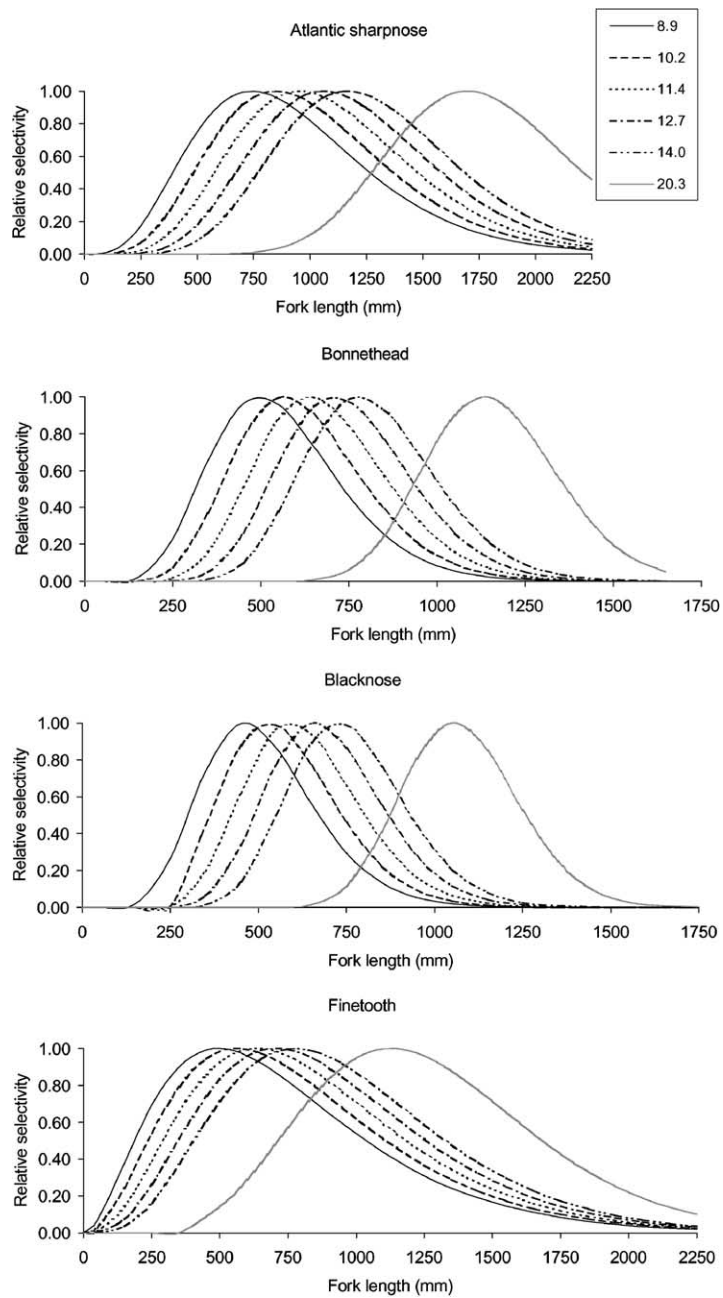 Atlantic sharpnose
8.9
10.2
11.4
12.7
14.0
20.3
Relative selectivity
1.00
0.80
0.60
0.40
0.20
0.00
0 250 500 750 1000 1250 1500 1750 2000 2250
Fork length (mm)
Bonnethead
Relative selectivity
1.00
0.80
0.60
0.40
0.20
0.00
0 250 500 750 1000 1250 1500 1750
Fork length (mm)
Blacknose
Relative selectivity
1.00
0.80
0.60
0.40
0.20
0.00
0 250 500 750 1000 1250 1500 1750
Fork length (mm)
Finetooth
Relative selectivity
1.00
0.80
0.60
0.40
0.20
0.00
0 250 500 750 1000 1250 1500 1750 2000 2250
Fork length (mm)